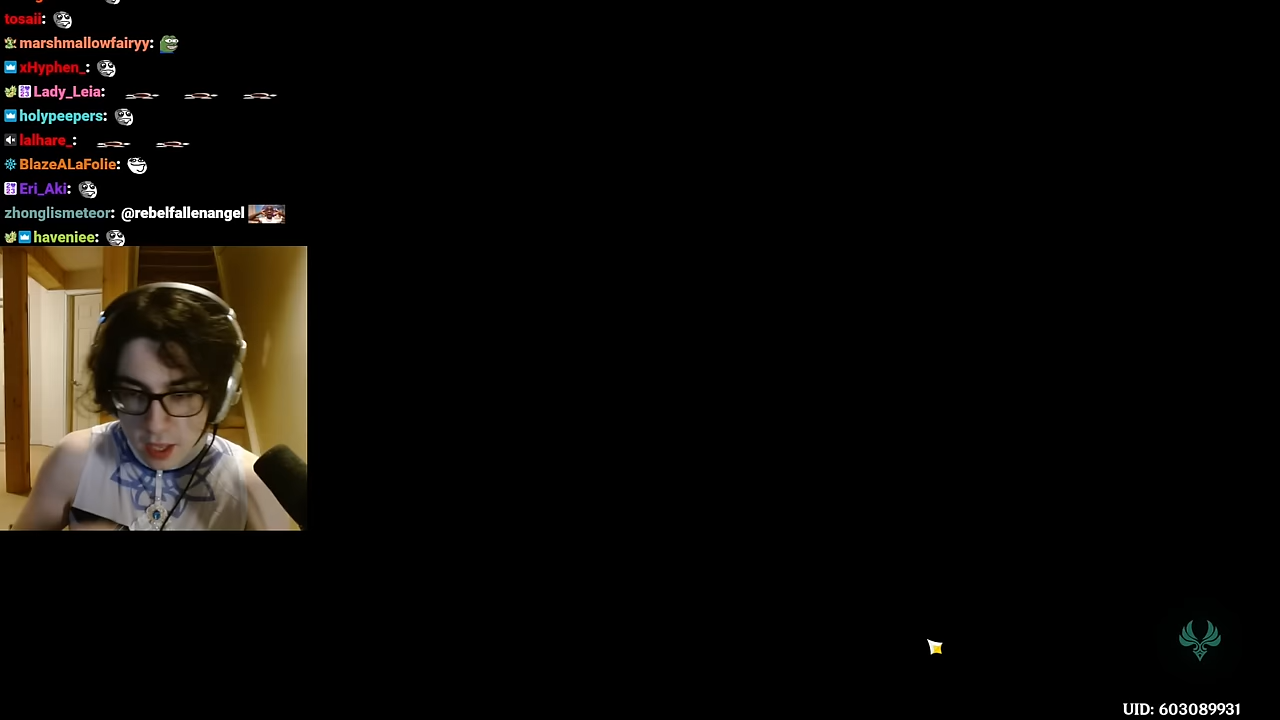 tosaii:
marshmallowfairyy:
xHyphen_:
Lady_Leia:
holypeepers:
lalhare_:
BlazeALaFolie:
Eri_Aki:
zhonglismeteor: @rebelfallenangel
haveniee:
UID: 603089931